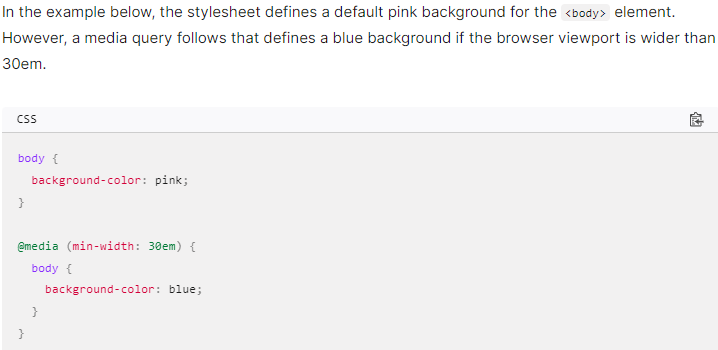 In the example below, the stylesheet defines a default pink background for the <body> element.
However, a media query follows that defines a blue background if the browser viewport is wider than
30em.
CSS
body {
  background-color: pink;
}

@media (min-width: 30em) {
  body {
    background-color: blue;
  }
}